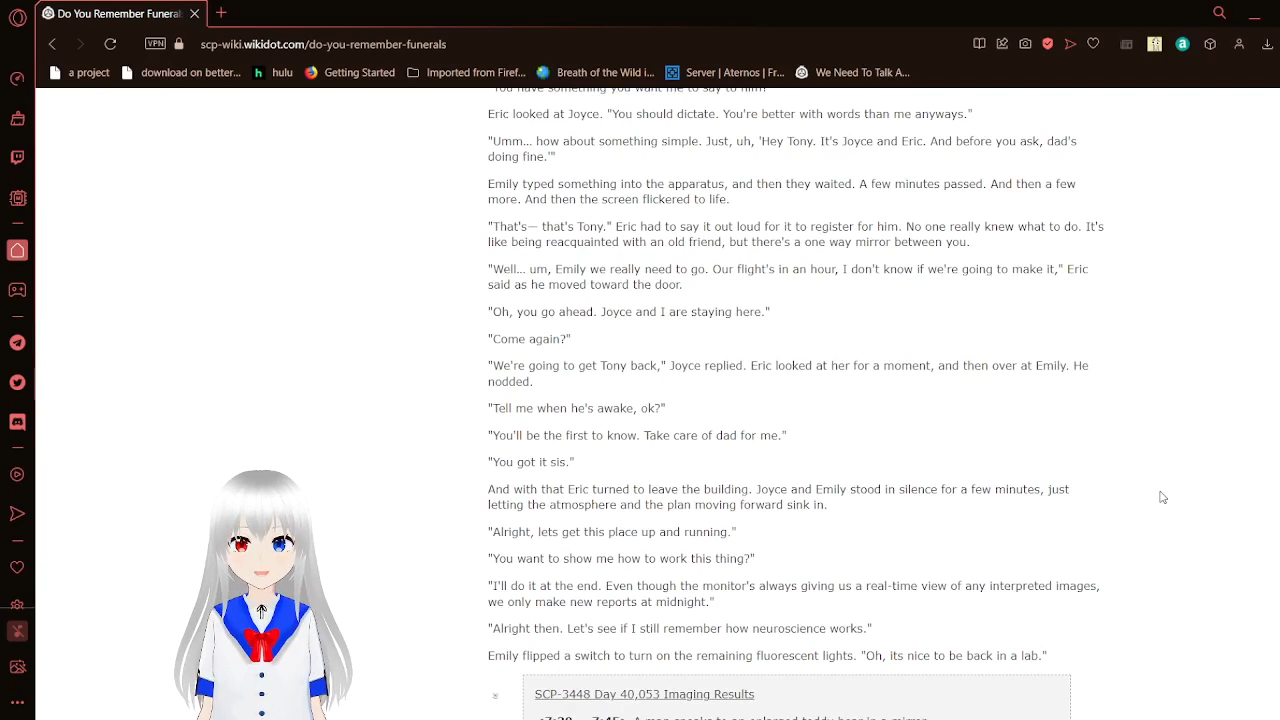 Do You Remember Funerals
VPN
scp-wiki.wikidot.com/do-you-remember-funerals
a project
download on better...
hulu
Getting Started
Imported from Firef...
Breath of the Wild i...
Server | Aternos | Fr...
We Need To Talk A...
"You have something you want me to say to him?"
Eric looked at Joyce. "You should dictate. You're better with words than me anyways."
"Umm... how about something simple. Just, uh, 'Hey Tony. It's Joyce and Eric. And before you ask, dad's
doing fine.'"
Emily typed something into the apparatus, and then they waited. A few minutes passed. And then a few
more. And then the screen flickered to life.
"That's— that's Tony." Eric had to say it out loud for it to register for him. No one really knew what to do. It's
like being reacquainted with an old friend, but there's a one way mirror between you.
"Well... um, Emily we really need to go. Our flight's in an hour, I don't know if we're going to make it," Eric
said as he moved toward the door.
"Oh, you go ahead. Joyce and I are staying here."
"Come again?"
"We're going to get Tony back," Joyce replied. Eric looked at her for a moment, and then over at Emily. He
nodded.
"Tell me when he's awake, ok?"
"You'll be the first to know. Take care of dad for me."
"You got it sis."
And with that Eric turned to leave the building. Joyce and Emily stood in silence for a few minutes, just
letting the atmosphere and the plan moving forward sink in.
"Alright, lets get this place up and running."
"You want to show me how to work this thing?"
"I'll do it at the end. Even though the monitor's always giving us a real-time view of any interpreted images,
we only make new reports at midnight."
"Alright then. Let's see if I still remember how neuroscience works."
Emily flipped a switch to turn on the remaining fluorescent lights. "Oh, its nice to be back in a lab."
SCP-3448 Day 40,053 Imaging Results